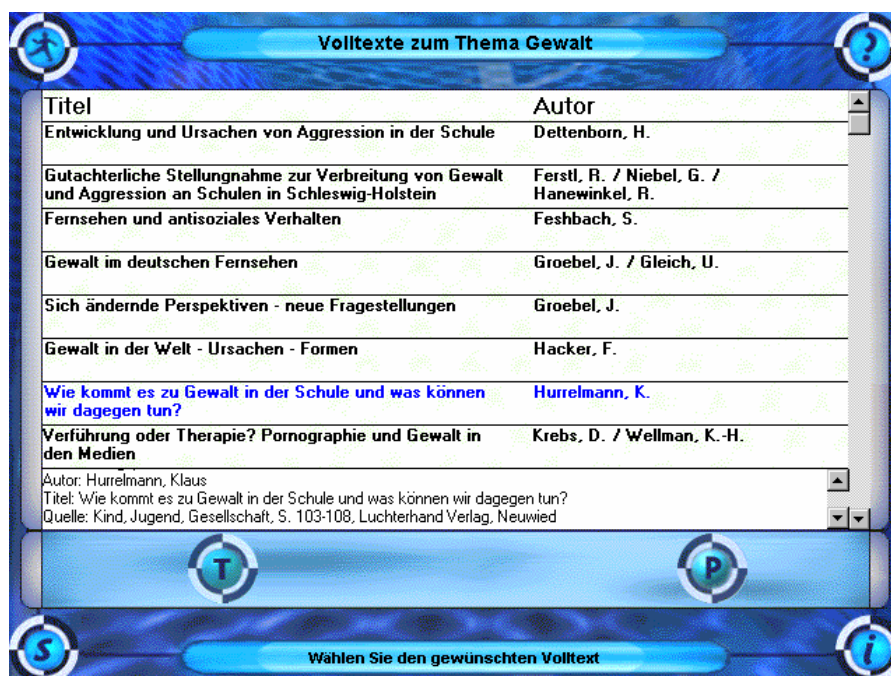 Volltexte zum Thema Gewalt
?
Titel Autor
Entwicklung und Ursachen von Aggression in der Schule Dettenborn, H.
Gutachterliche Stellungnahme zur Verbreitung von Gewalt Ferstl, R. / Niebel, G. /
und Aggression an Schulen in Schleswig-Holstein Hanewinkel, R.
Fernsehen und antisoziales Verhalten Feshbach, S.
Gewalt im deutschen Fernsehen Groebel, J. / Gleich, U.
Sich ändernde Perspektiven - neue Fragestellungen Groebel, J.
Gewalt in der Welt - Ursachen - Formen Hacker, F.
Wie kommt es zu Gewalt in der Schule und was können Hurrelmann, K.
wir dagegen tun?
Verführung oder Therapie? Pornographie und Gewalt in Krebs, D. / Wellman, K.-H.
den Medien
Autor: Hurrelmann, Klaus
Titel: Wie kommt es zu Gewalt in der Schule und was können wir dagegen tun?
Quelle: Kind, Jugend, Gesellschaft, S. 103-108, Luchterhand Verlag, Neuwied
T P
S Wählen Sie den gewünschten Volltext i